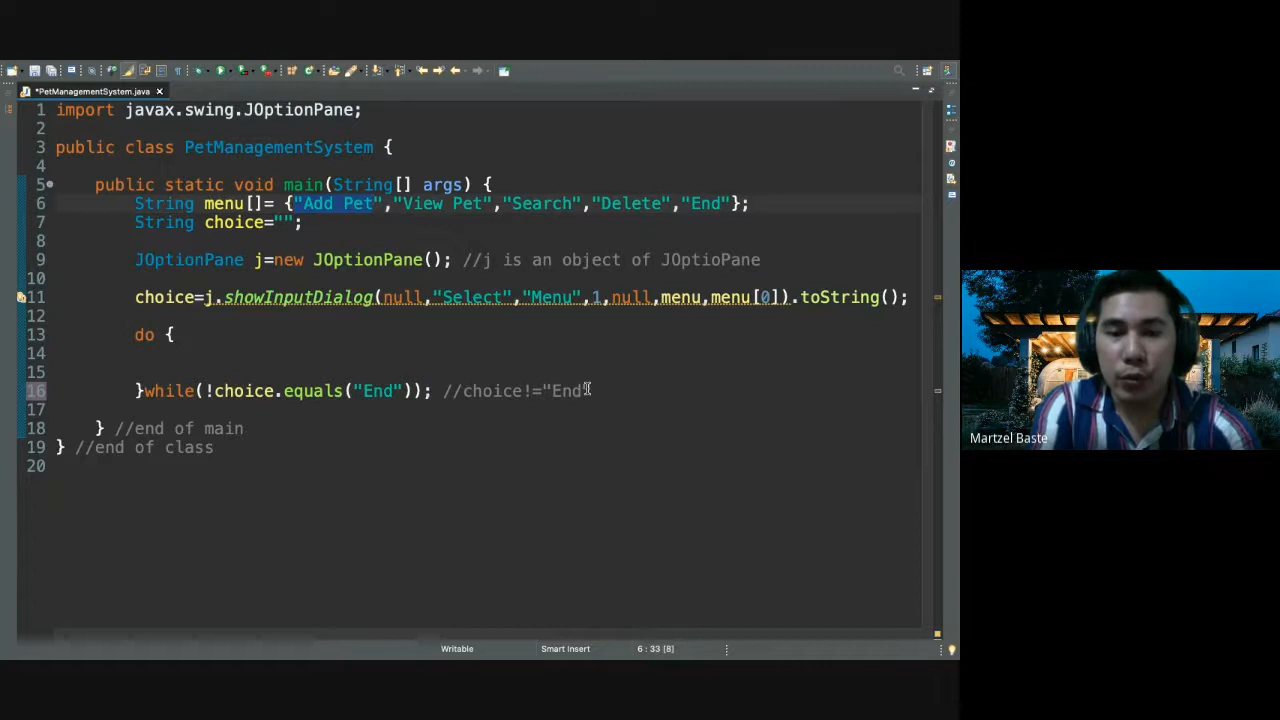 *PetManagementSystem.java
1 import javax.swing.JOptionPane;
2
3 public class PetManagementSystem {
4
5 public static void main(String[] args) {
6 String menu[]= {"Add Pet","View Pet","Search","Delete","End"};
7 String choice="";
8
9 JOptionPane j=new JOptionPane(); //j is an object of JOptioPane
10
11 choice=j.showInputDialog(null,"Select","Menu",1,null,menu,menu[0]).toString();
12
13 do {
14
15
16 }while(!choice.equals("End")); //choice!="End"
17
18 } //end of main
19 } //end of class
20
Martzel Baste
Writable Smart Insert 6 : 33 [8]